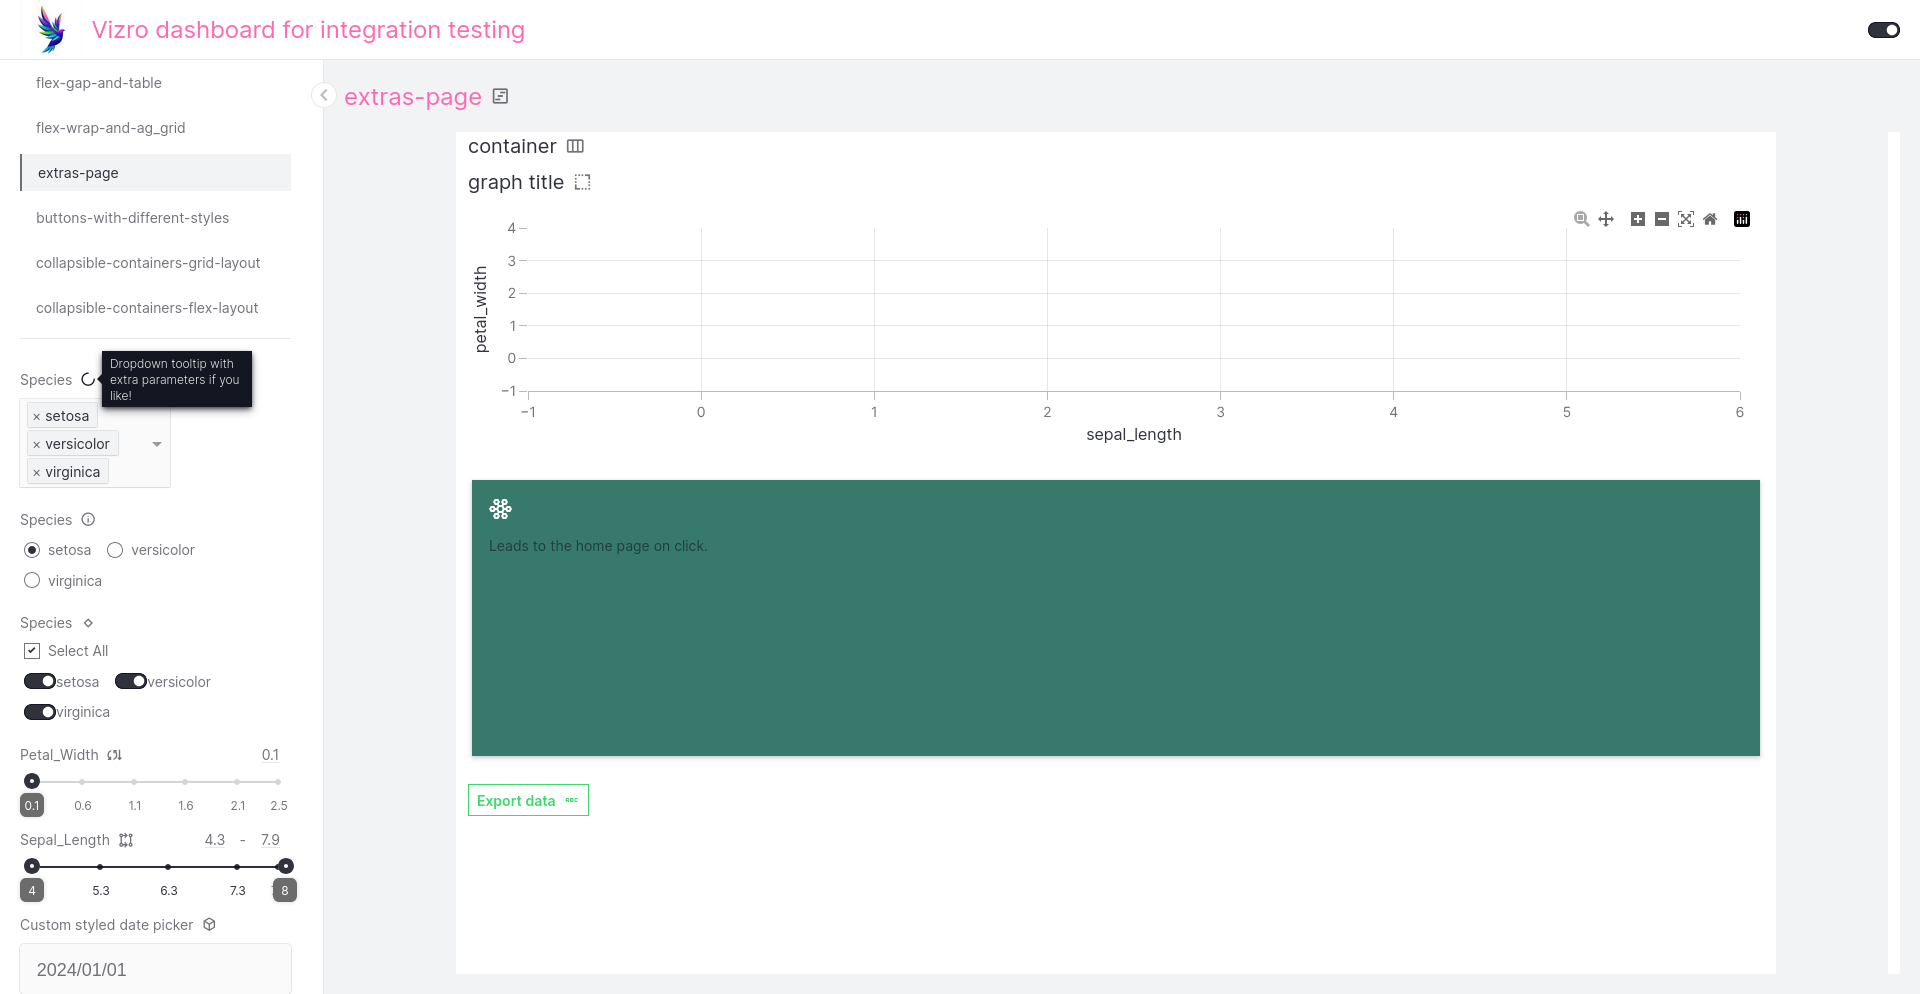 Vizro dashboard for integration testing
flex-gap-and-table
flex-wrap-and-ag_grid
extras-page
buttons-with-different-styles
collapsible-containers-grid-layout
collapsible-containers-flex-layout
Species
Dropdown tooltip with
extra parameters if you
like!
× setosa
× versicolor
× virginica
Species
setosa versicolor
virginica
Species
Select All
setosa versicolor
virginica
Petal_Width 0.1
0.1 0.6 1.1 1.6 2.1 2.5
Sepal_Length 4.3 - 7.9
4 5.3 6.3 7.3 8
Custom styled date picker
2024/01/01
extras-page
container
graph title
4
3
2
1
0
−1
petal_width
−1 0 1 2 3 4 5 6
sepal_length
Leads to the home page on click.
Export data ABC